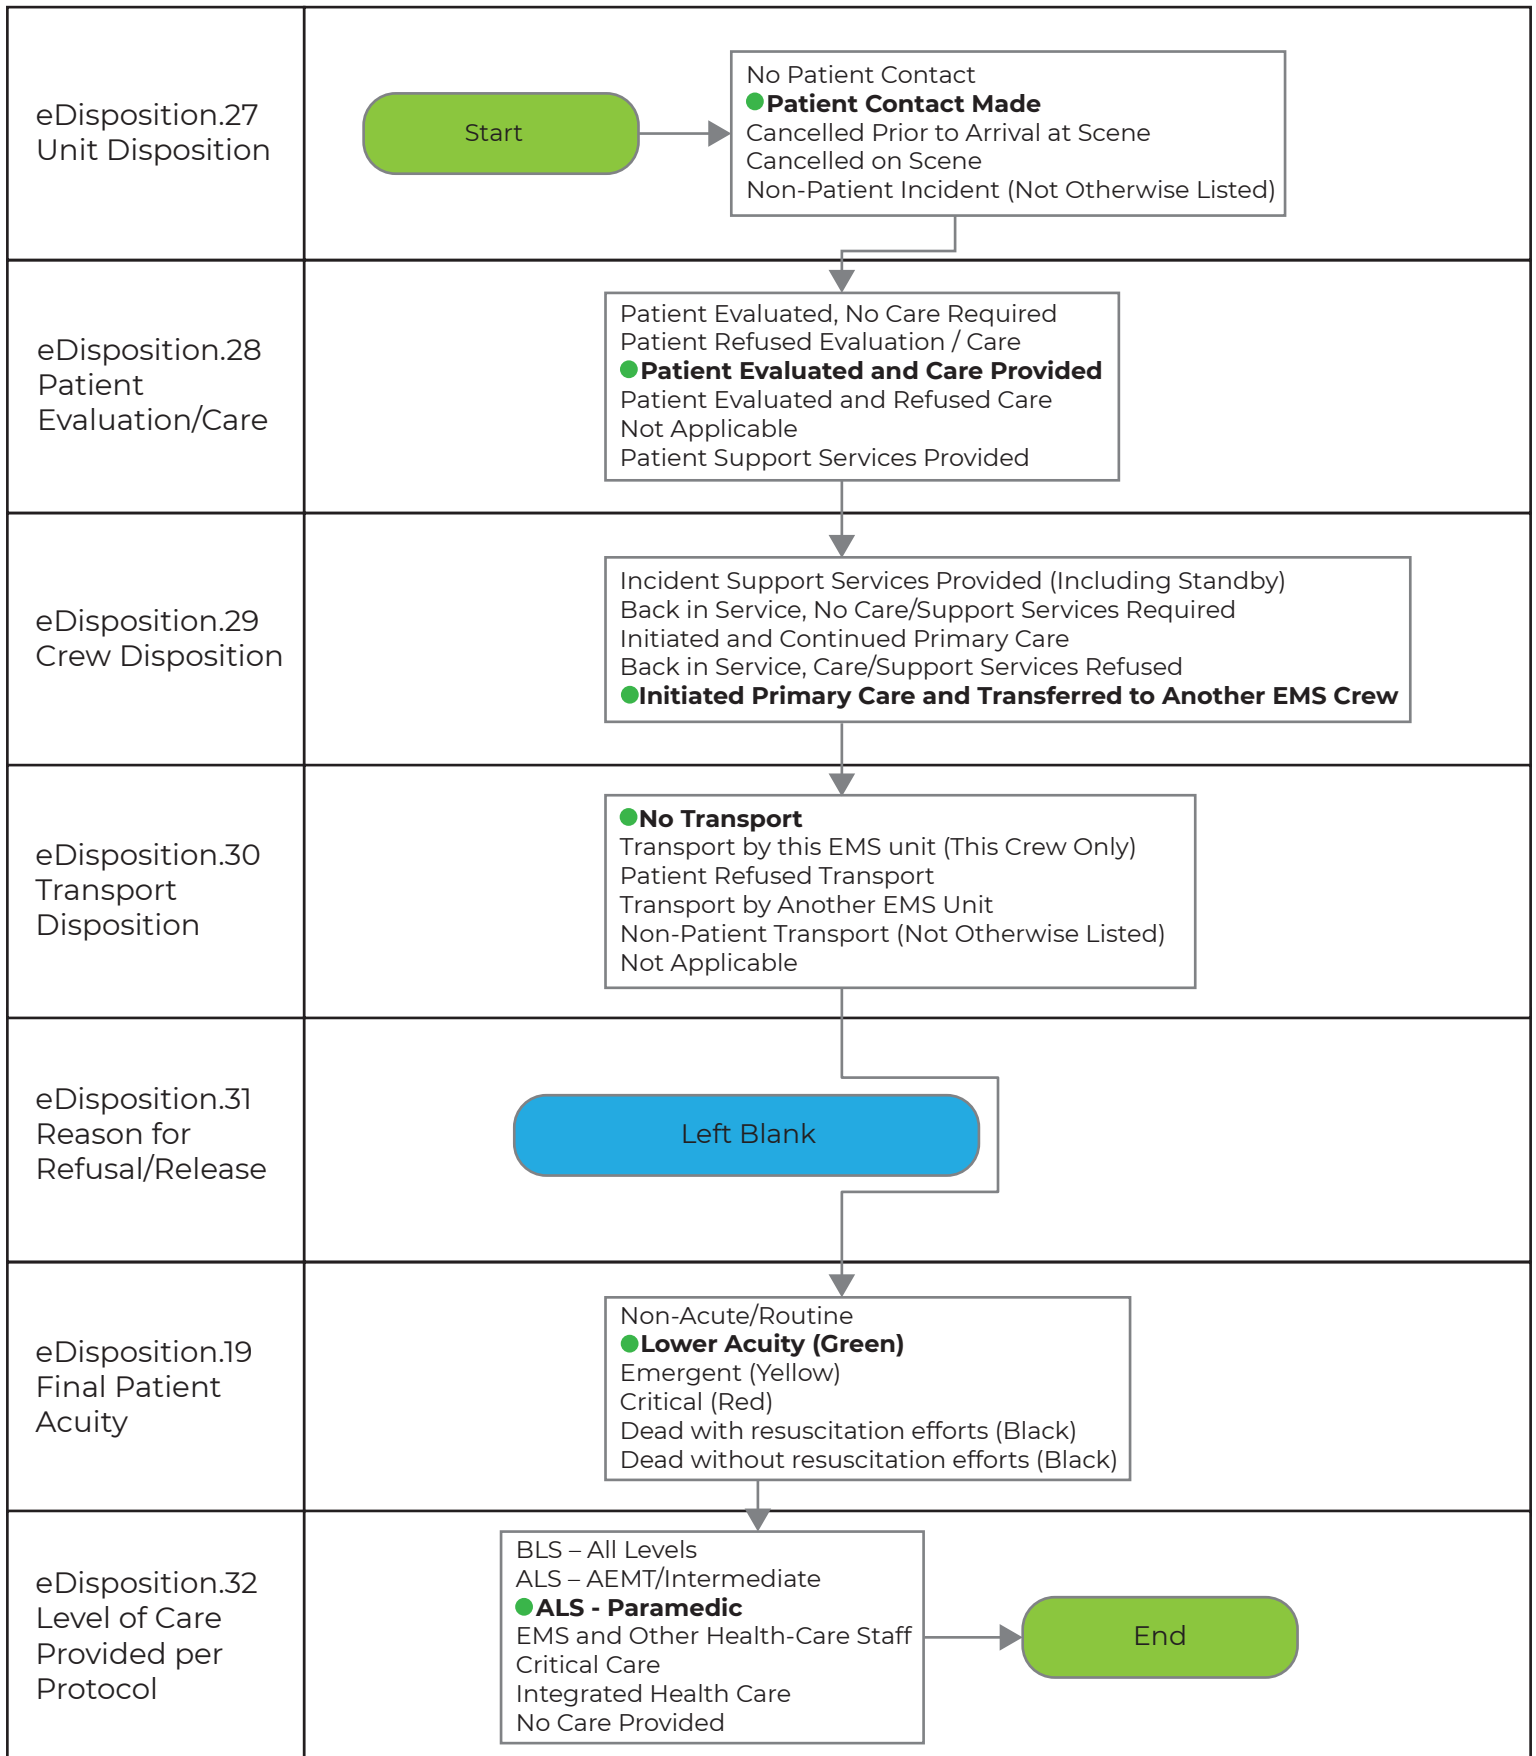 eDisposition.27
Unit Disposition
Start
No Patient Contact
Patient Contact Made
Cancelled Prior to Arrival at Scene
Cancelled on Scene
Non-Patient Incident (Not Otherwise Listed)
eDisposition.28
Patient
Evaluation/Care
Patient Evaluated, No Care Required
Patient Refused Evaluation / Care
Patient Evaluated and Care Provided
Patient Evaluated and Refused Care
Not Applicable
Patient Support Services Provided
eDisposition.29
Crew Disposition
Incident Support Services Provided (Including Standby)
Back in Service, No Care/Support Services Required
Initiated and Continued Primary Care
Back in Service, Care/Support Services Refused
Initiated Primary Care and Transferred to Another EMS Crew
eDisposition.30
Transport
Disposition
No Transport
Transport by this EMS unit (This Crew Only)
Patient Refused Transport
Transport by Another EMS Unit
Non-Patient Transport (Not Otherwise Listed)
Not Applicable
eDisposition.31
Reason for
Refusal/Release
Left Blank
eDisposition.19
Final Patient
Acuity
Non-Acute/Routine
Lower Acuity (Green)
Emergent (Yellow)
Critical (Red)
Dead with resuscitation efforts (Black)
Dead without resuscitation efforts (Black)
eDisposition.32
Level of Care
Provided per
Protocol
BLS – All Levels
ALS – AEMT/Intermediate
ALS - Paramedic
EMS and Other Health-Care Staff
Critical Care
Integrated Health Care
No Care Provided
End